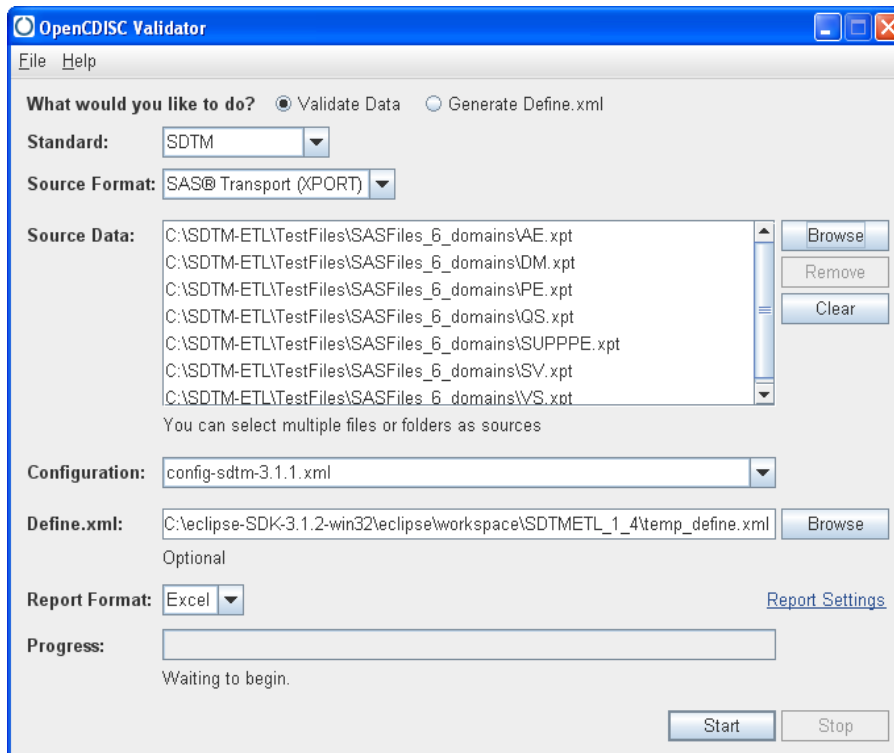 OpenCDISC Validator
File Help
What would you like to do? Validate Data Generate Define.xml
Standard: SDTM
Source Format: SAS® Transport (XPORT)
Source Data: C:\SDTM-ETL\TestFiles\SASFiles_6_domains\AE.xpt Browse
C:\SDTM-ETL\TestFiles\SASFiles_6_domains\DM.xpt Remove
C:\SDTM-ETL\TestFiles\SASFiles_6_domains\PE.xpt
C:\SDTM-ETL\TestFiles\SASFiles_6_domains\QS.xpt Clear
C:\SDTM-ETL\TestFiles\SASFiles_6_domains\SUPPPE.xpt
C:\SDTM-ETL\TestFiles\SASFiles_6_domains\SV.xpt
C:\SDTM-ETL\TestFiles\SASFiles_6_domains\VS.xpt
You can select multiple files or folders as sources
Configuration: config-sdtm-3.1.1.xml
Define.xml: C:\eclipse-SDK-3.1.2-win32\eclipse\workspace\SDTMETL_1_4\temp_define.xml Browse
Optional
Report Format: Excel Report Settings
Progress:
Waiting to begin.
Start Stop